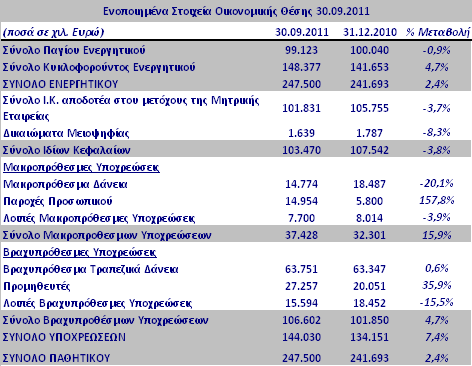 Ενοποιημένα Στοιχεία Οικονομικής Θέσης 30.09.2011
(ποσά σε χιλ. Ευρώ) 30.09.2011 31.12.2010 % Μεταβολή
Σύνολο Παγίου Ενεργητικού 99.123 100.040 -0,9%
Σύνολο Κυκλοφορούντος Ενεργητικού 148.377 141.653 4,7%
ΣΥΝΟΛΟ ΕΝΕΡΓΗΤΙΚΟΥ 247.500 241.693 2,4%
Σύνολο Ι.Κ. αποδοτέα στου μετόχους της Μητρικής
Εταιρείας 101.831 105.755 -3,7%
Δικαιώματα Μειοψηφίας 1.639 1.787 -8,3%
Σύνολο Ιδίων Κεφαλαίων 103.470 107.542 -3,8%
Μακροπρόθεσμες Υποχρεώσεις
Μακροπρόθεσμα Δάνεια 14.774 18.487 -20,1%
Παροχές Προσωπικού 14.954 5.800 157,8%
Λοιπές Μακροπρόθεσμες Υποχρεώσεις 7.700 8.014 -3,9%
Σύνολο Μακροπρόθεσμων Υποχρεώσεων 37.428 32.301 15,9%
Βραχυπρόθεσμες Υποχρεώσεις
Βραχυπρόθεσμα Τραπεζικά Δάνεια 63.751 63.347 0,6%
Προμηθευτές 27.257 20.051 35,9%
Λοιπές Βραχυπρόθεσμες Υποχρεώσεις 15.594 18.452 -15,5%
Σύνολο Βραχυπροθέσμων Υποχρεώσεων 106.602 101.850 4,7%
ΣΥΝΟΛΟ ΥΠΟΧΡΕΩΣΕΩΝ 144.030 134.151 7,4%
ΣΥΝΟΛΟ ΠΑΘΗΤΙΚΟΥ 247.500 241.693 2,4%